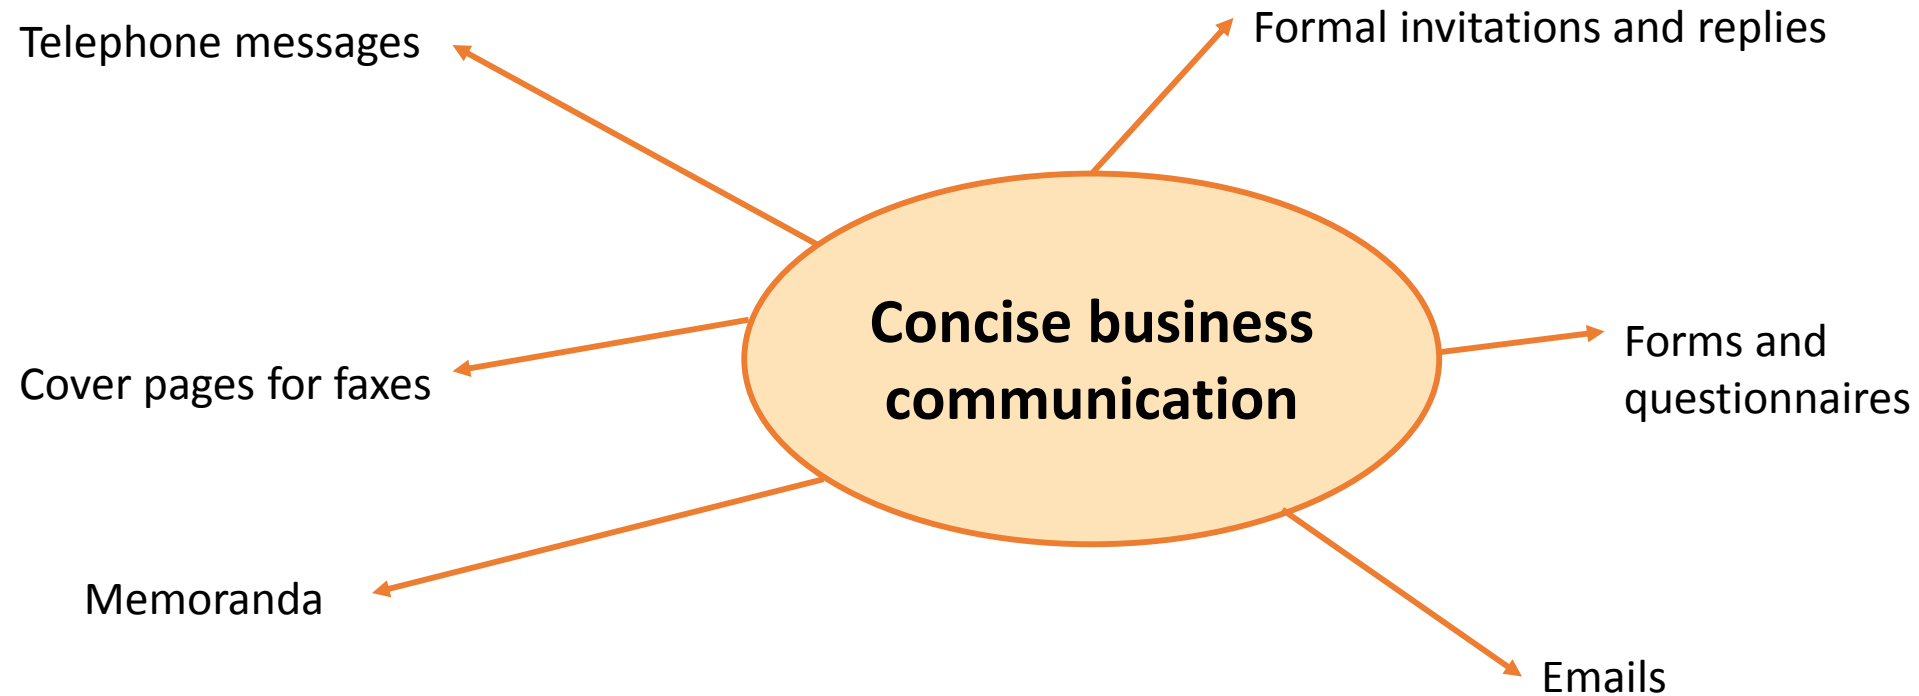 Telephone messages
Formal invitations and replies
Concise business
communication
Forms and
questionnaires
Cover pages for faxes
Memoranda
Emails